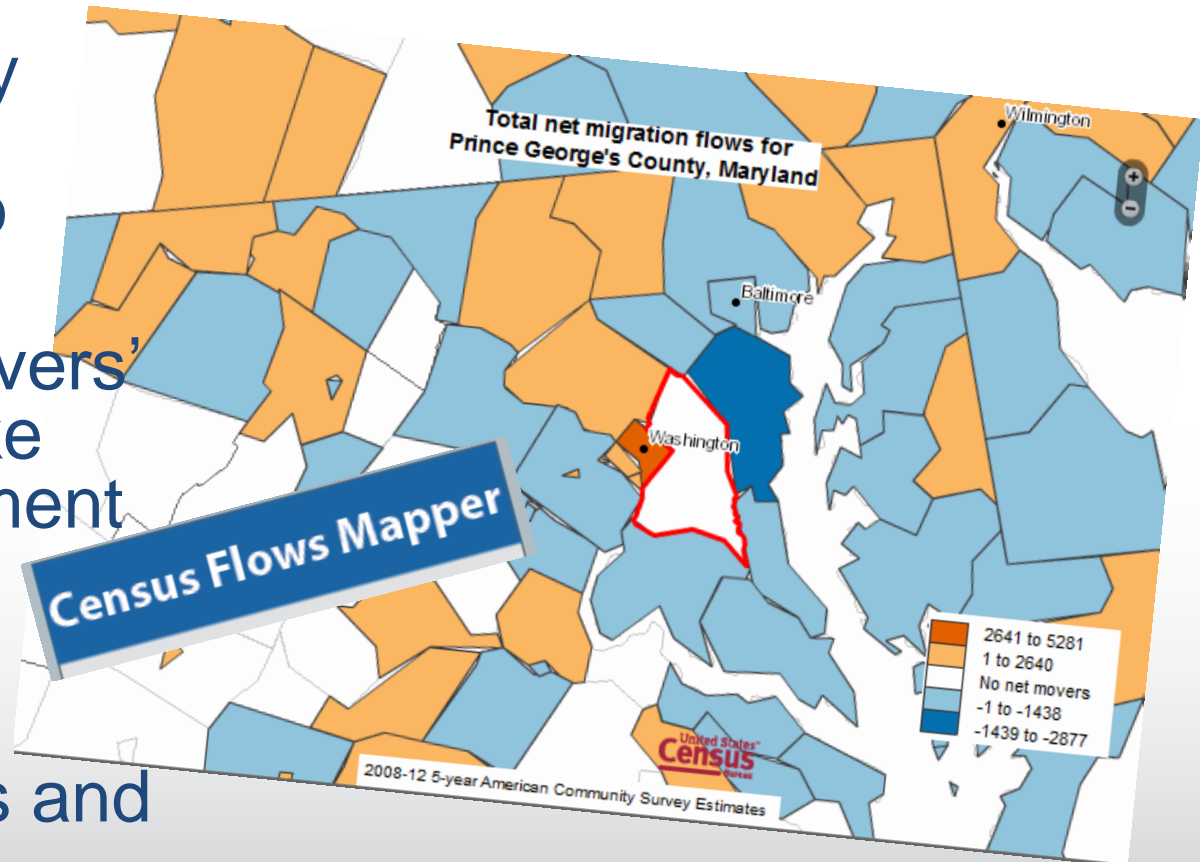 y
o
vers’
ke
nent
s and
Total net migration flows for
Prince George's County, Maryland
Wilmington
+
−
Baltimore
Washington
Census Flows Mapper
2641 to 5281
1 to 2640
No net movers
-1 to -1438
-1439 to -2877
United States™
Census
Bureau
2008-12 5-year American Community Survey Estimates